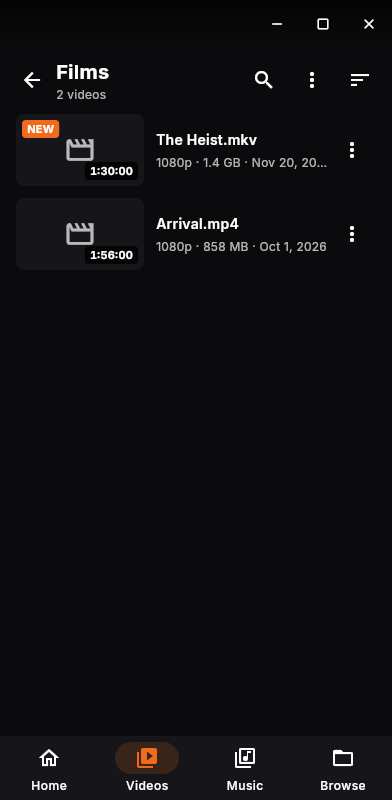 Films
2 videos
NEW
1:30:00
The Heist.mkv
1080p · 1.4 GB · Nov 20, 20...
1:56:00
Arrival.mp4
1080p · 858 MB · Oct 1, 2026
Home
Videos
Music
Browse